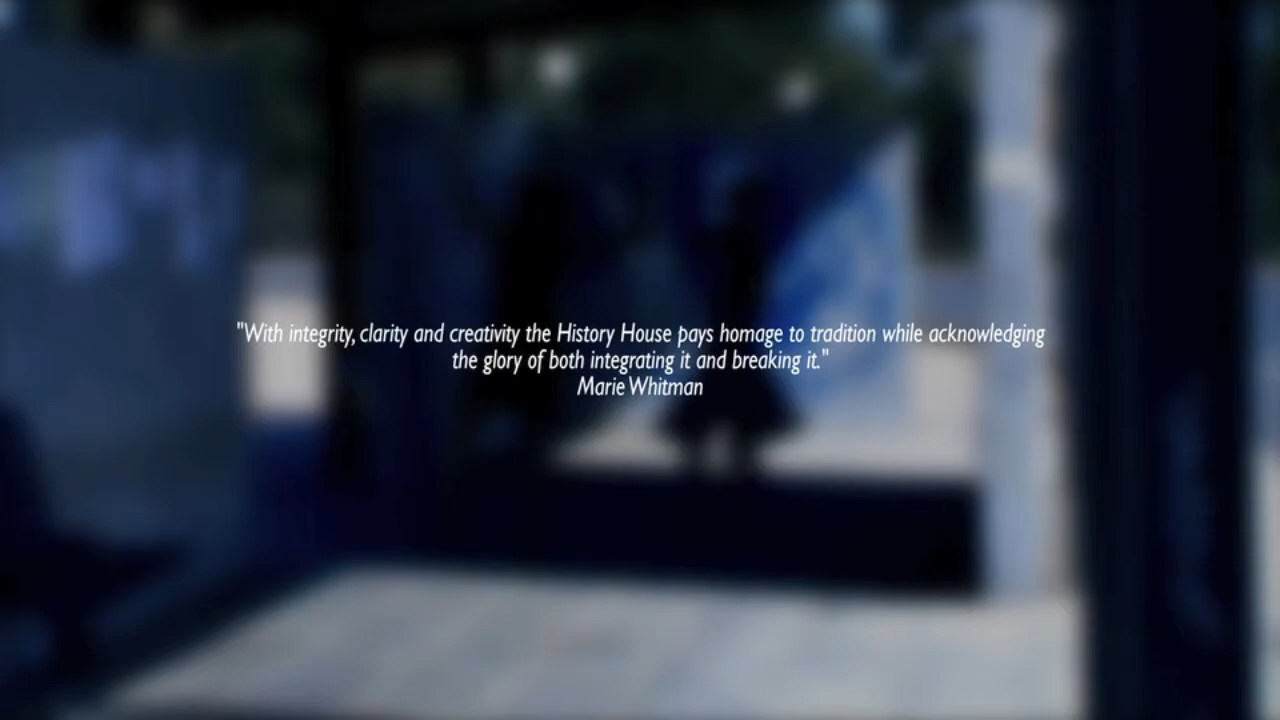 "With integrity, clarity and creativity the History House pays homage to tradition while acknowledging
the glory of both integrating it and breaking it."
Marie Whitman